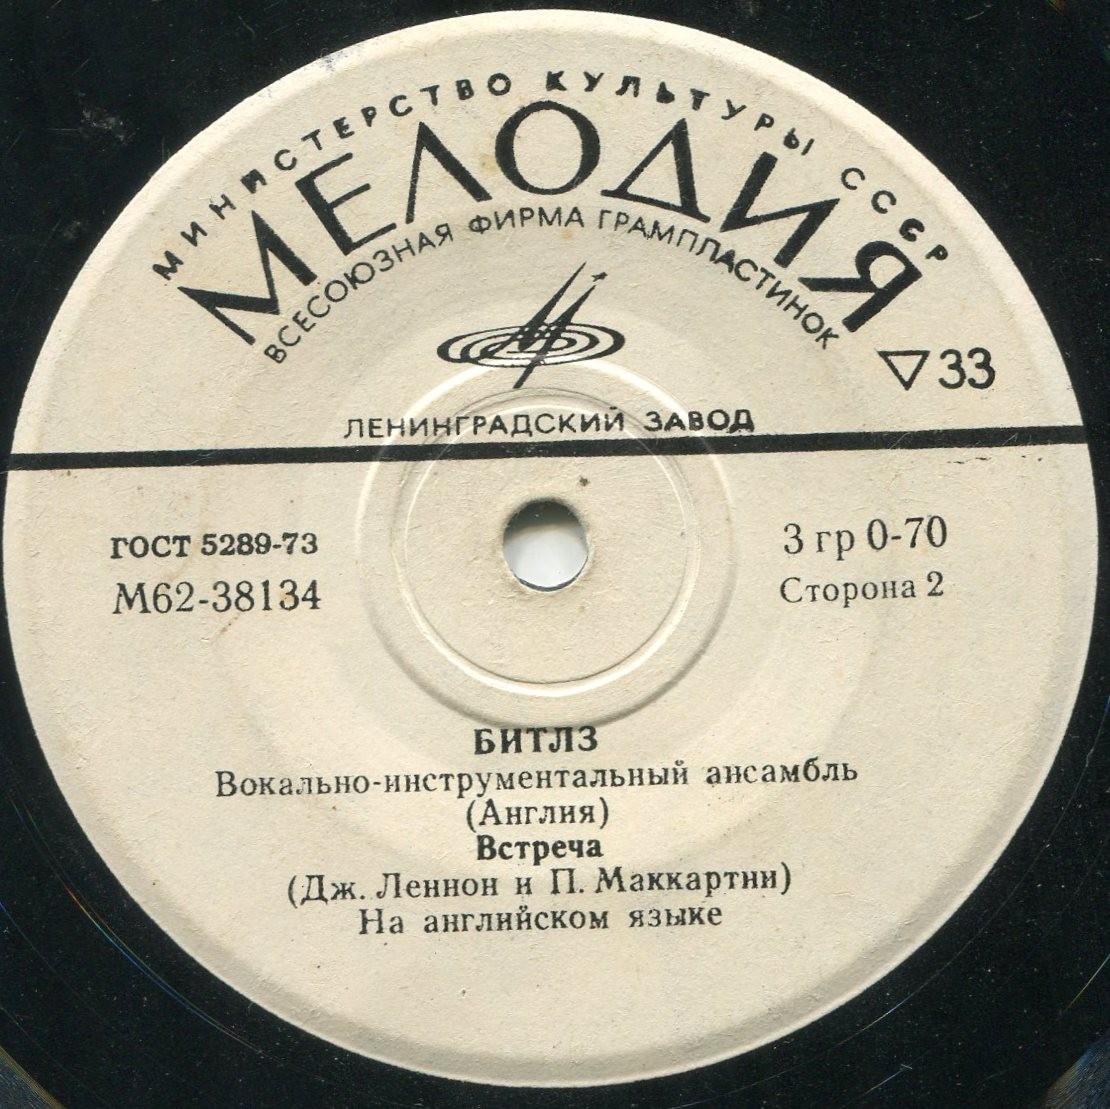 МИНИСТЕРСТВО КУЛЬТУРЫ СССР
МЕЛОДИЯ
ВСЕСОЮЗНАЯ ФИРМА ГРАМПЛАСТИНОК
33
ЛЕНИНГРАДСКИЙ ЗАВОД
ГОСТ 5289-73
М62-38134
3 гр 0-70
Сторона 2
БИТЛЗ
Вокально-инструментальный ансамбль
(Англия)
Встреча
(Дж. Леннон и П. Маккартни)
На английском языке